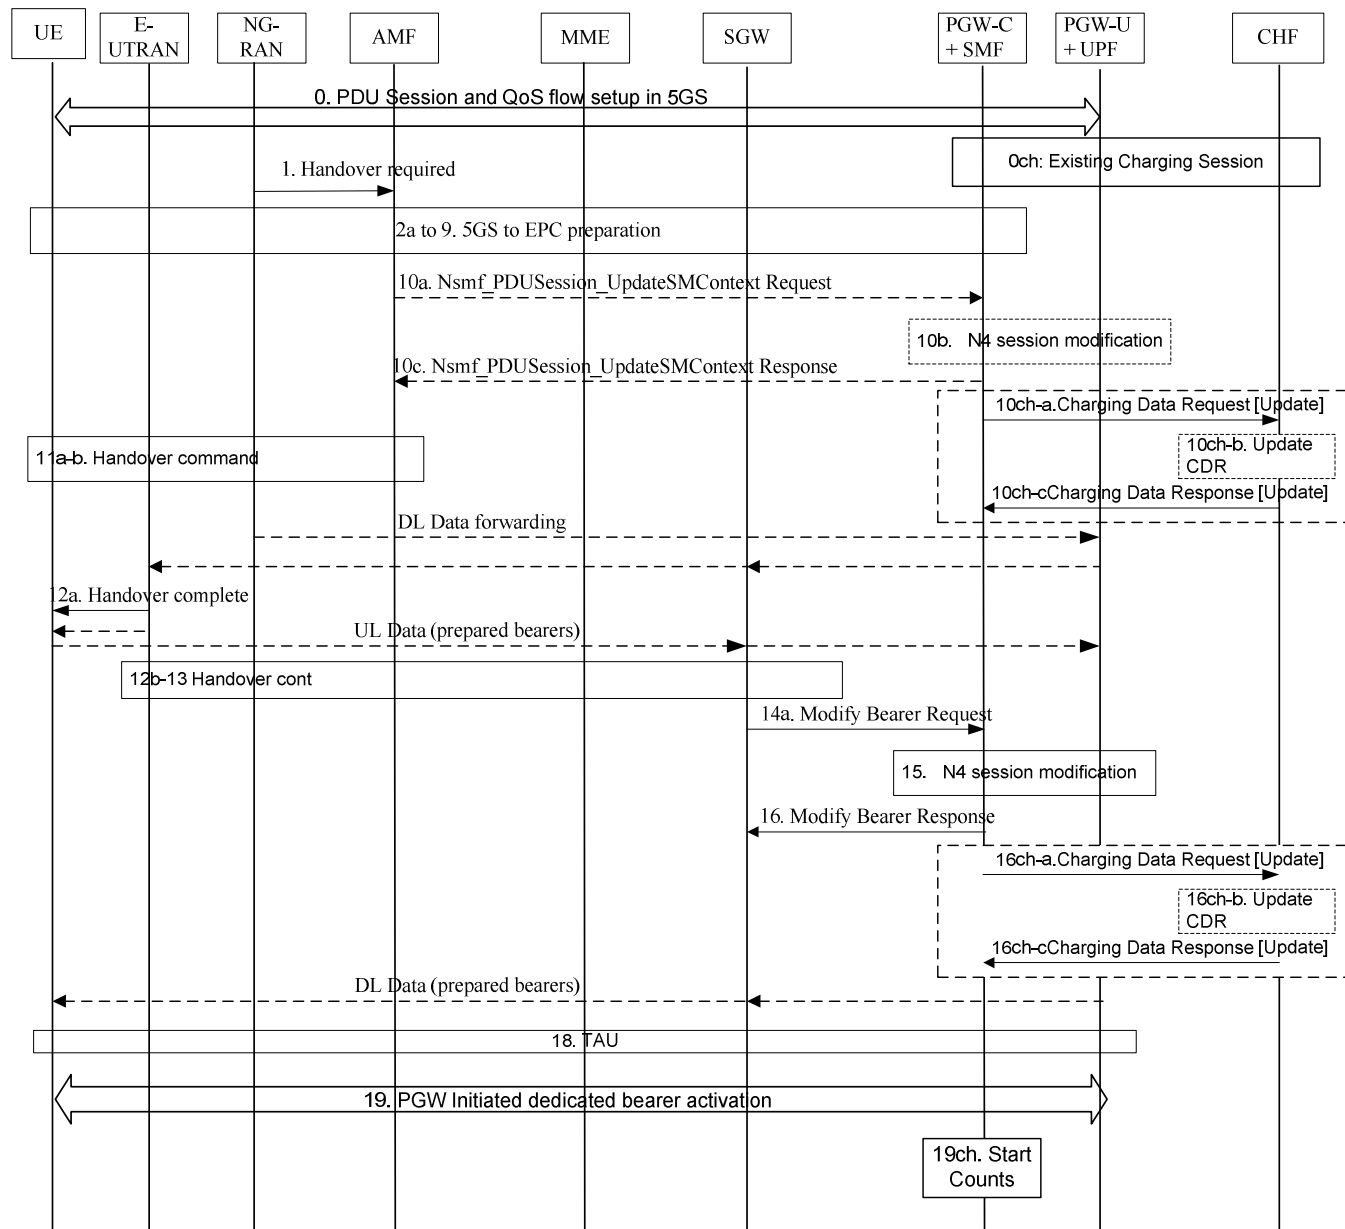 UE
E-
UTRAN
NG-
RAN
AMF
MME
SGW
PGW-C
+ SMF
PGW-U
+ UPF
CHF
0. PDU Session and QoS flow setup in 5GS
0ch: Existing Charging Session
1. Handover required
2a to 9. 5GS to EPC preparation
10a. Nsmf_PDUSession_UpdateSMContext Request
10b. N4 session modification
10c. Nsmf_PDUSession_UpdateSMContext Response
10ch-a.Charging Data Request [Update]
11a-b. Handover command
10ch-b. Update
CDR
10ch-cCharging Data Response [Update]
DL Data forwarding
12a. Handover complete
UL Data (prepared bearers)
12b-13 Handover cont
14a. Modify Bearer Request
15. N4 session modification
16. Modify Bearer Response
16ch-a.Charging Data Request [Update]
16ch-b. Update
CDR
16ch-cCharging Data Response [Update]
DL Data (prepared bearers)
18. TAU
19. PGW Initiated dedicated bearer activation
19ch. Start
Counts